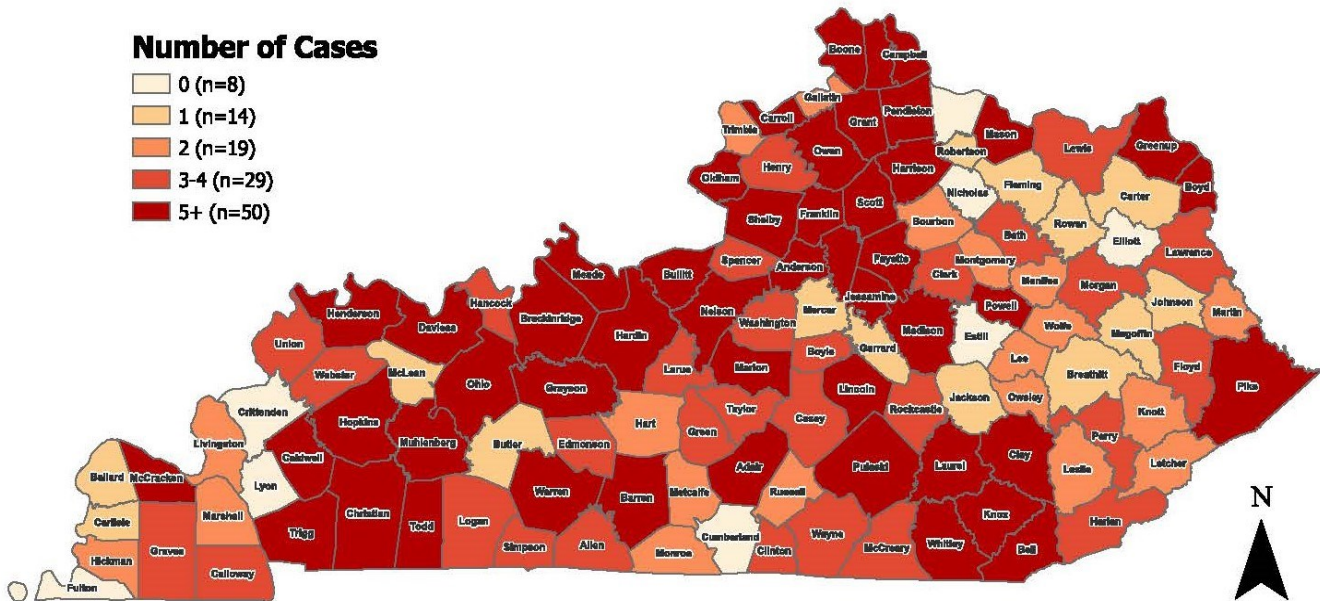 Number of Cases
0 (n=8)
1 (n=14)
2 (n=19)
3-4 (n=29)
5+ (n=50)
Boone
Campbell
Gallatin
Pendleton
Carroll
Grant
Trimble
Mason
Owen
Robertson
Lewis
Greenup
Henry
Harrison
Oldham
Nicholas
Fleming
Carter
Boyd
Scott
Franklin
Shelby
Bourbon
Rowan
Bath
Elliott
Spencer
Anderson
Fayette
Montgomery
Lawrence
Meade
Bullitt
Clark
Menifee
Morgan
Hancock
Jessamine
Johnson
Henderson
Breckinridge
Nelson
Mercer
Powell
Martin
Daviess
Hardin
Washington
Madison
Wolfe
Magoffin
Union
Estill
Garrard
Boyle
Lee
Webster
McLean
Ohio
Larue
Marion
Floyd
Breathitt
Grayson
Lincoln
Jackson
Owsley
Pike
Crittenden
Rockcastle
Knott
Hopkins
Taylor
Casey
Hart
Livingston
Muhlenberg
Butler
Edmonson
Green
Perry
Caldwell
Clay
Letcher
Adair
Pulaski
Laurel
Leslie
Ballard
McCracken
Lyon
Warren
Barren
Metcalfe
Russell
Christian
Knox
Marshall
Carlisle
Todd
Logan
Harlan
Trigg
Cumberland
Wayne
Whitley
Graves
Simpson
Allen
Monroe
Clinton
McCreary
Bell
Hickman
Calloway
Fulton
N